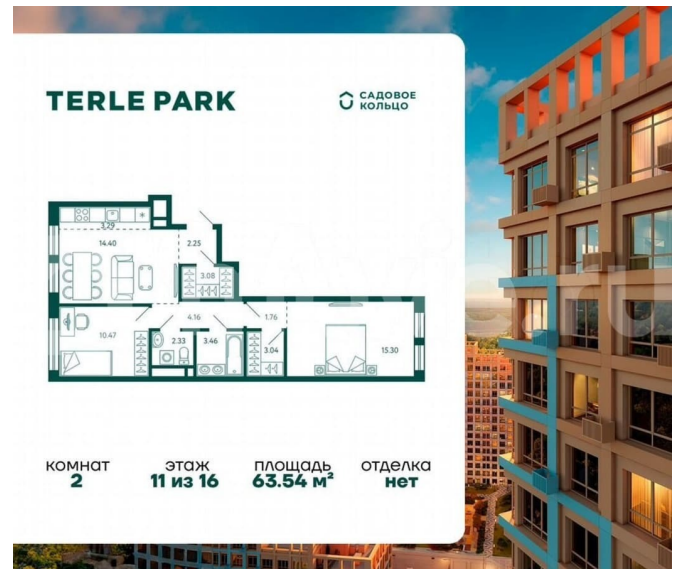 TERLE PARK
САДОВОЕ
КОЛЬЦО
3.29
14.40
2.25
3.08
4.16
1.76
10.47
2.33
3.46
3.04
15.30
комнат
2
этаж
11 из 16
площадь
63.54 м²
отделка
нет